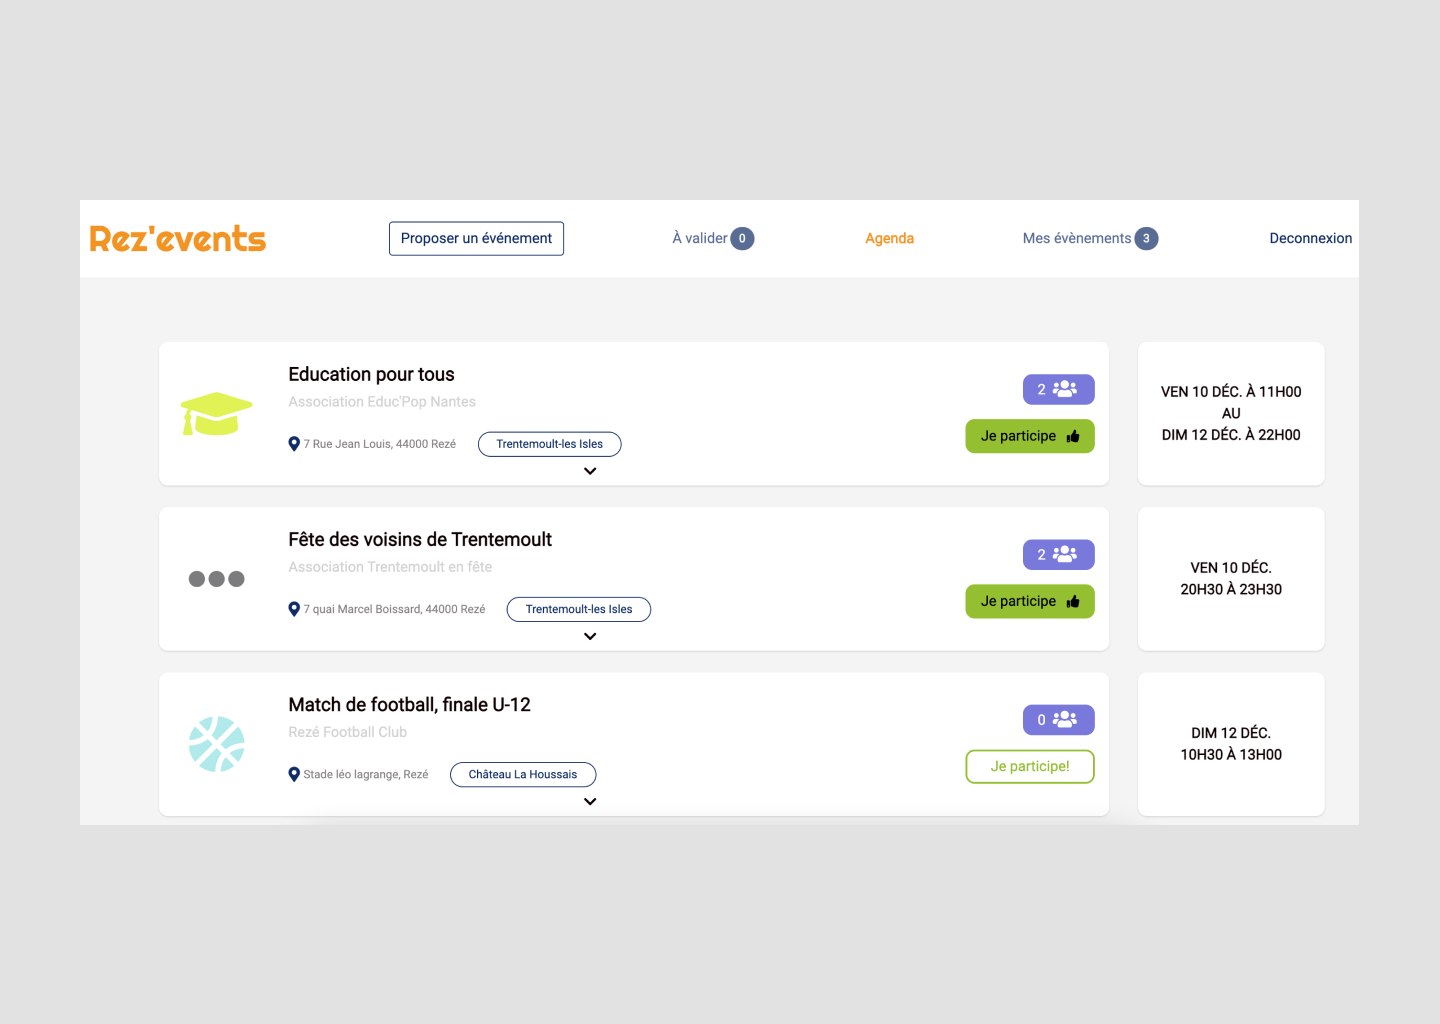 Rez'events
Proposer un événement
À valider 0
Agenda
Mes évènements 3
Deconnexion
Education pour tous
Association Educ'Pop Nantes
7 Rue Jean Louis, 44000 Rezé
Trentemoult-les Isles
2
Je participe
VEN 10 DÉC. À 11H00
AU
DIM 12 DÉC. À 22H00
Fête des voisins de Trentemoult
Association Trentemoult en fête
7 quai Marcel Boissard, 44000 Rezé
Trentemoult-les Isles
2
Je participe
VEN 10 DÉC.
20H30 À 23H30
Match de football, finale U-12
Rezé Football Club
Stade léo lagrange, Rezé
Château La Houssais
0
Je participe!
DIM 12 DÉC.
10H30 À 13H00